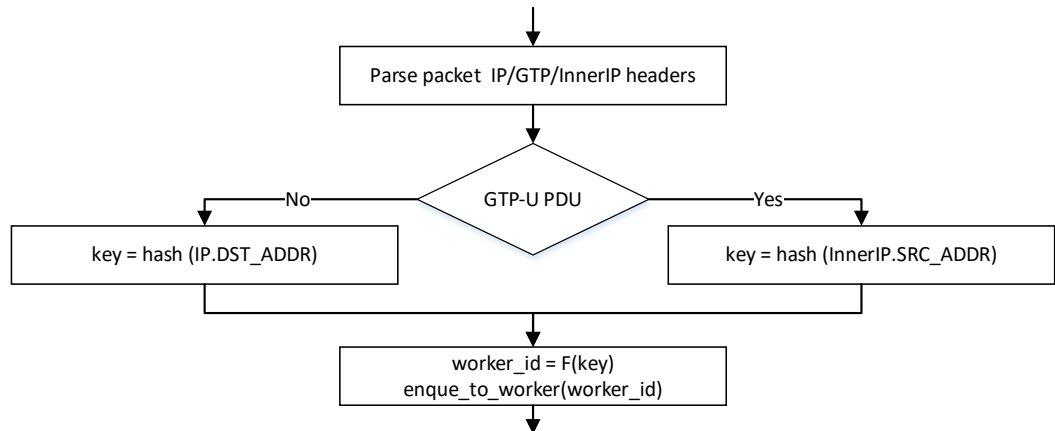 Parse packet  IP/GTP/InnerIP headers
GTP-U PDU
No
Yes
key = hash (IP.DST_ADDR)
key = hash (InnerIP.SRC_ADDR)
worker_id = F(key)
enque_to_worker(worker_id)